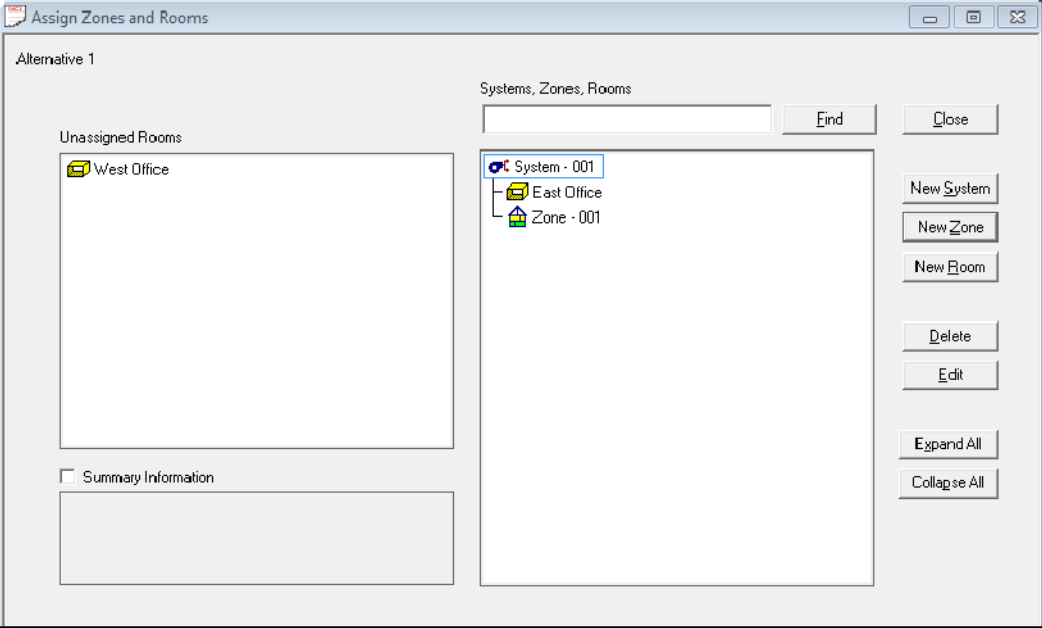 Assign Zones and Rooms
Alternative 1
Systems, Zones, Rooms
Find
Close
Unassigned Rooms
West Office
System - 001
East Office
Zone - 001
New System
New Zone
New Room
Delete
Edit
Expand All
Collapse All
Summary Information